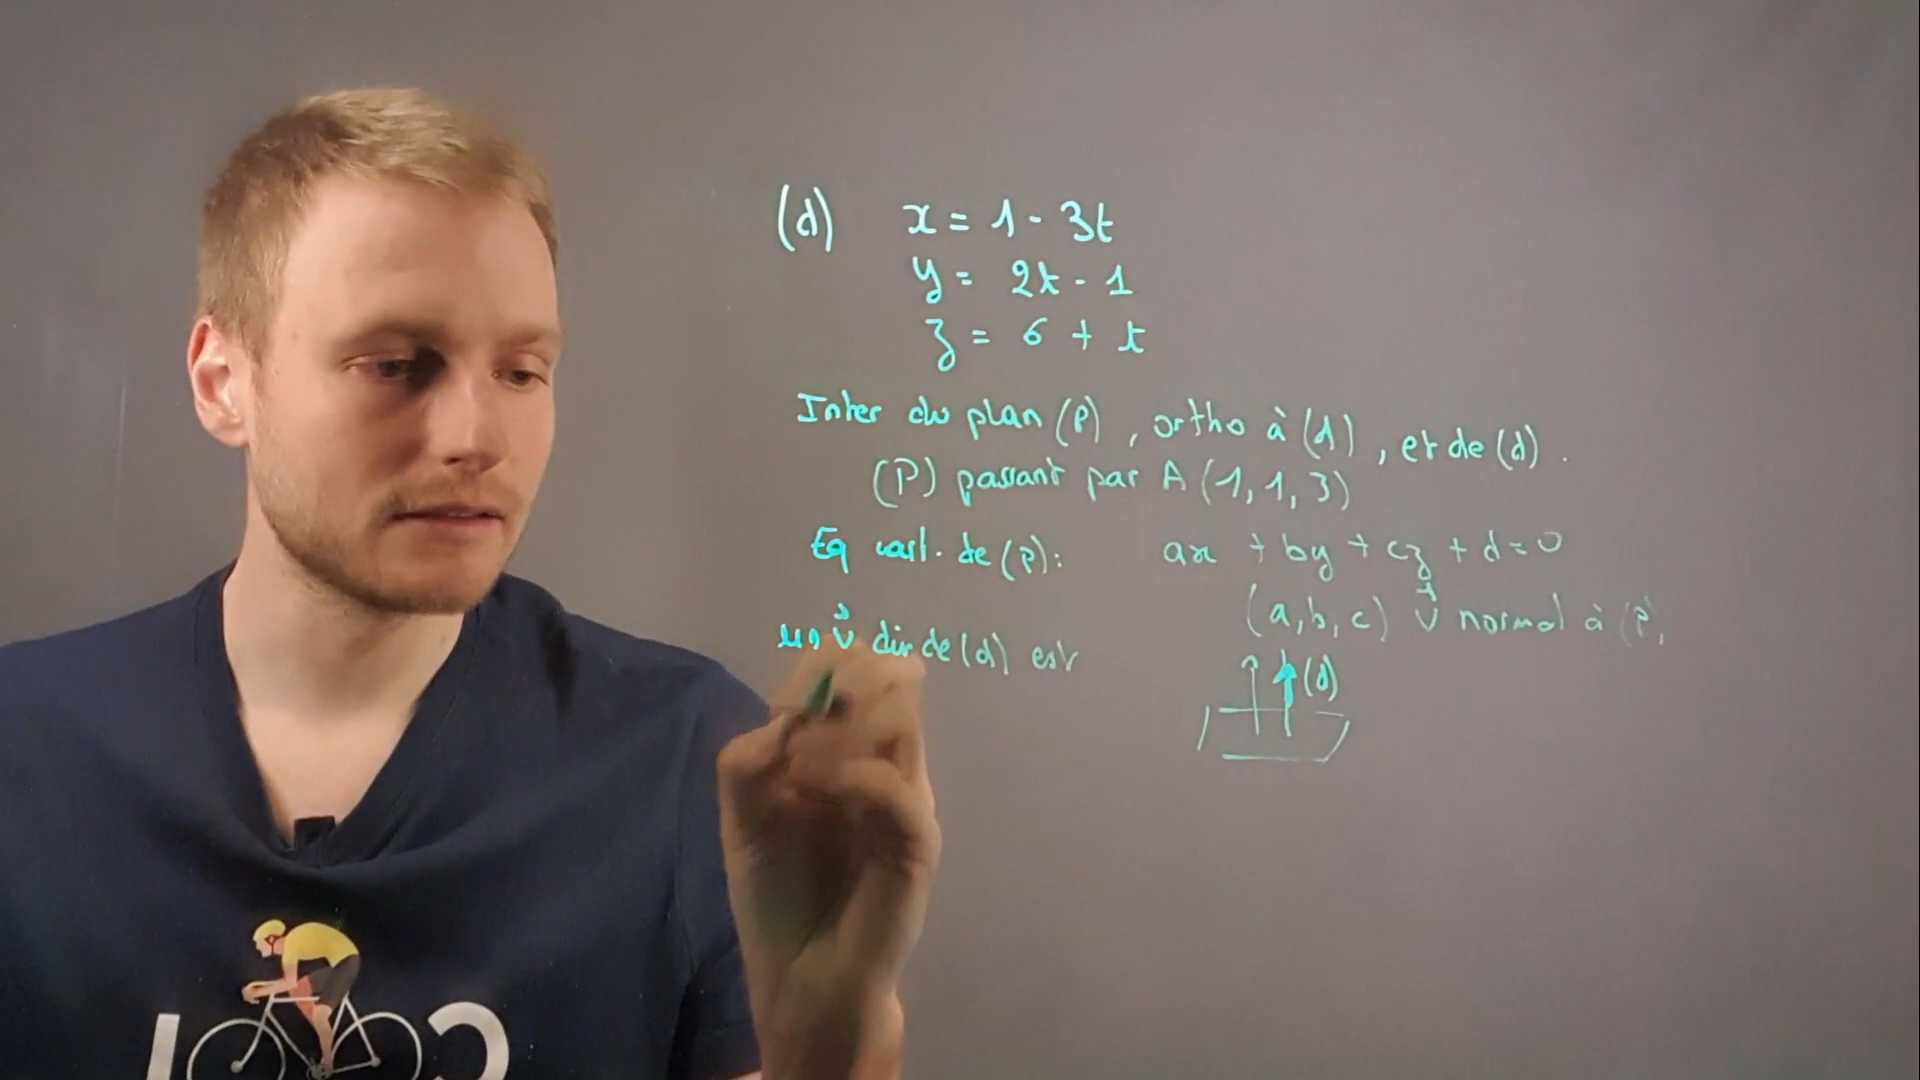 (d) x = 1 - 3t
y = 2t - 1
z = 6 + t
Inter du plan (P), ortho à (d), et de (d).
(P) passant par A (1, 1, 3)
Eq cart. de (P): ax + by + cz + d = 0
(a, b, c) v⃗ normal à (P)
un v⃗ dir de (d) est
(d)